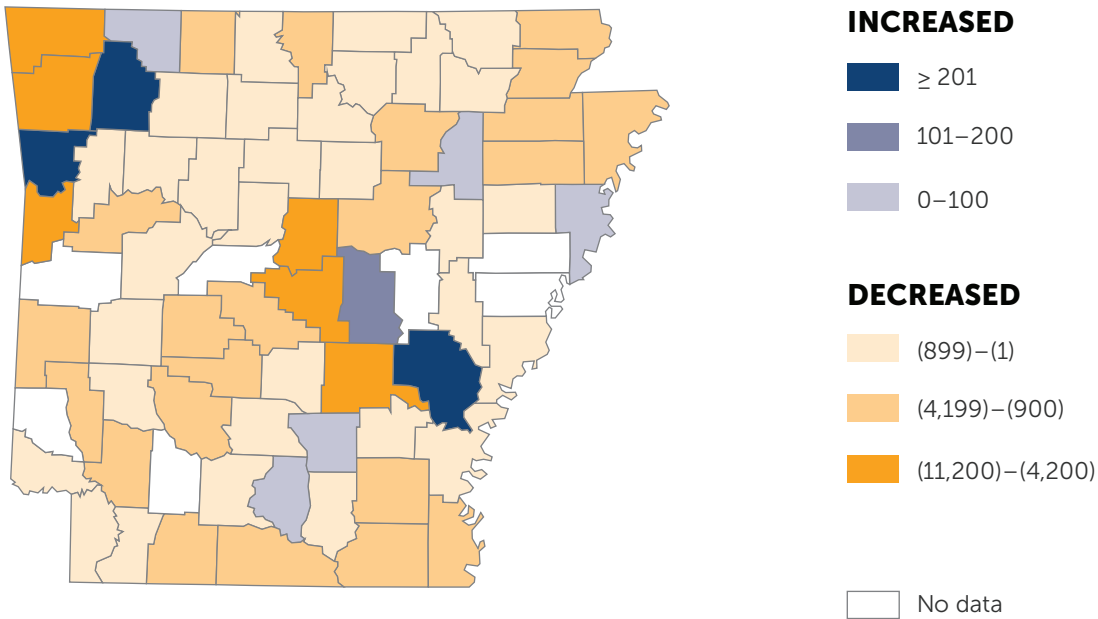 INCREASED
≥ 201
101–200
0–100
DECREASED
(899)–(1)
(4,199)–(900)
(11,200)–(4,200)
No data